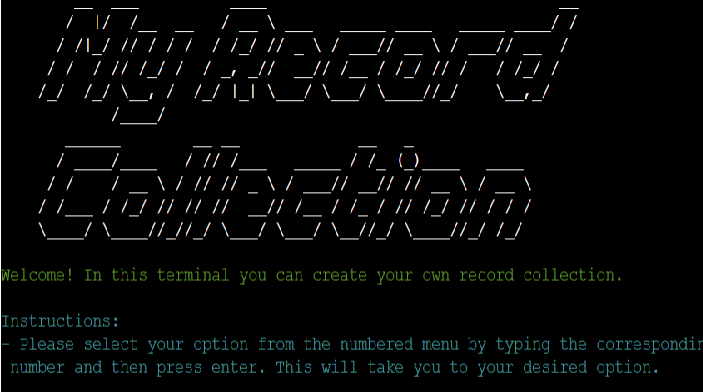 My Record
Collection
Welcome! In this terminal you can create your own record collection.
Instructions:
- Please select your option from the numbered menu by typing the correspondin
number and then press enter. This will take you to your desired option.